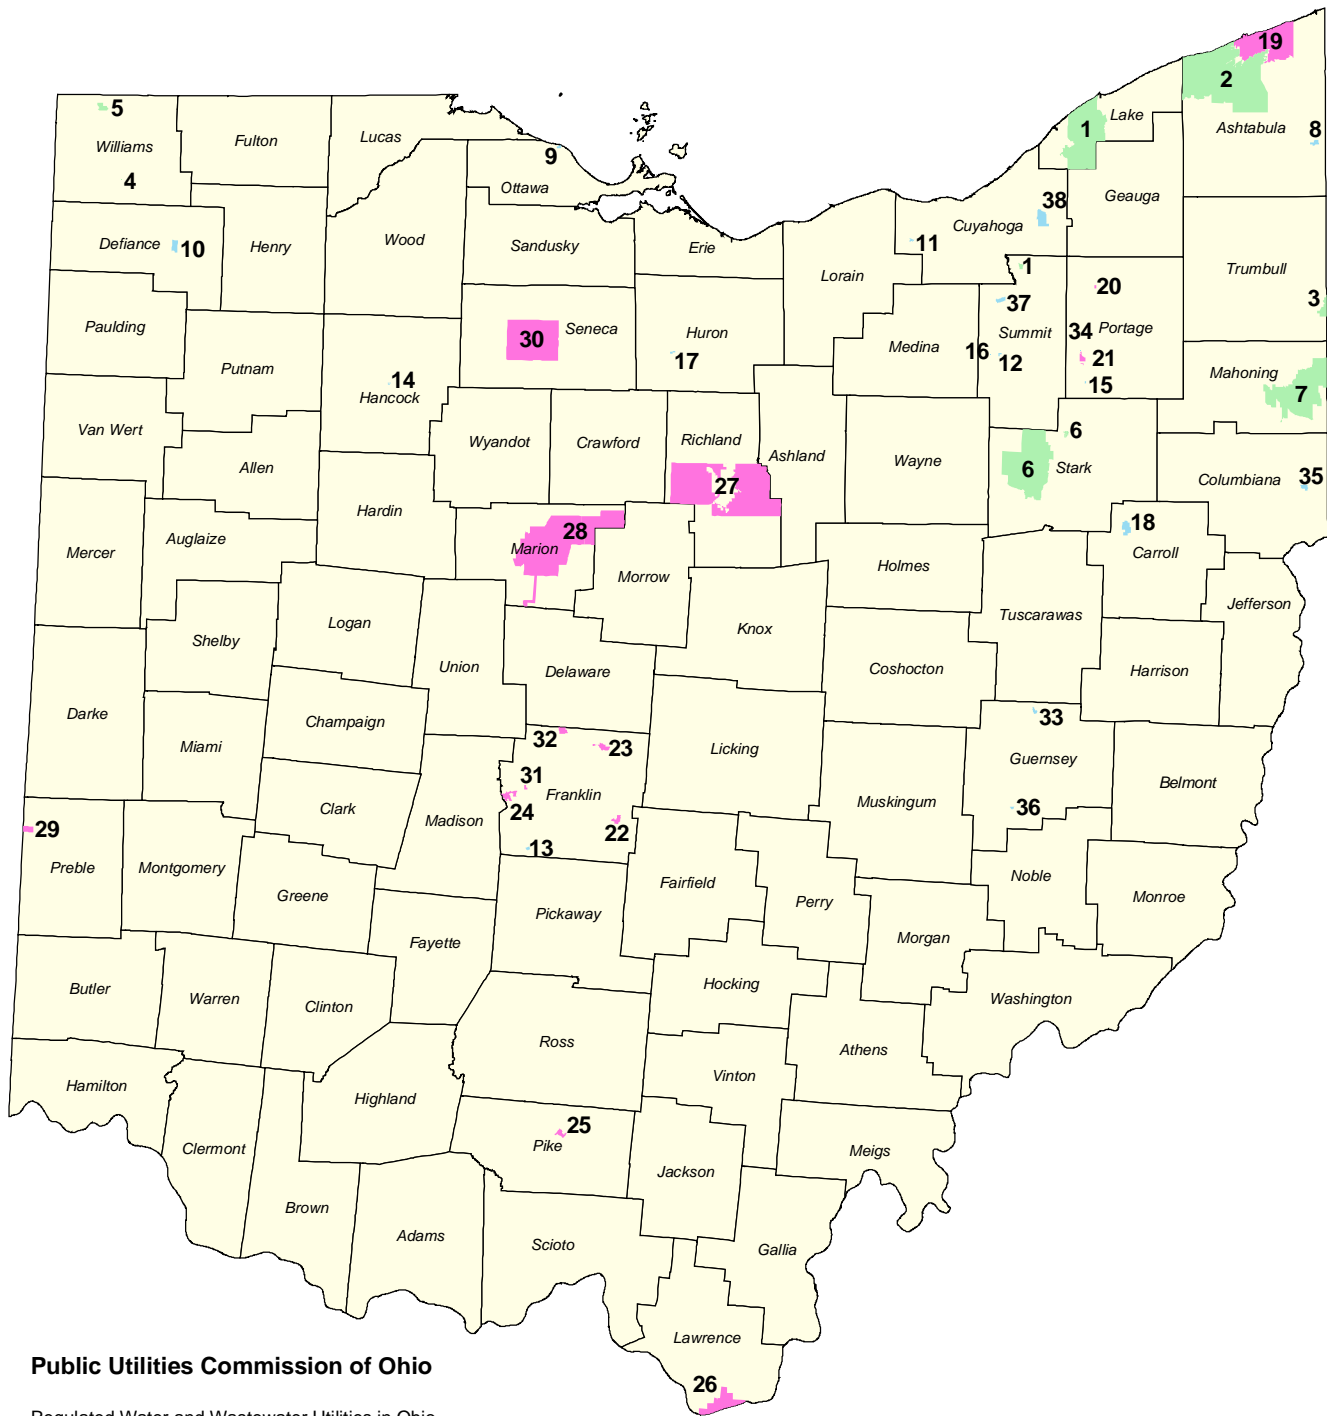 19
2
5
Lake
1
Fulton
Lucas
Ashtabula
8
Williams
9
4
Ottawa
Geauga
38
Cuyahoga
Defiance
10
Henry
Wood
Sandusky
Erie
11
1
Trumbull
Lorain
20
3
37
Paulding
30
Seneca
Huron
Medina
Summit
34
Portage
16
12
21
17
15
Putnam
14
Hancock
Mahoning
7
Van Wert
Wyandot
Crawford
Richland
Ashland
Wayne
6
6
Stark
Allen
27
Columbiana
35
Hardin
28
Marion
18
Carroll
Mercer
Auglaize
Morrow
Holmes
Jefferson
Tuscarawas
Logan
Knox
Shelby
Union
Delaware
Coshocton
Harrison
Darke
Champaign
33
Miami
32
23
Licking
Guernsey
Belmont
31
Franklin
Clark
24
Madison
22
Muskingum
36
29
13
Preble
Montgomery
Greene
Fairfield
Perry
Noble
Monroe
Pickaway
Fayette
Morgan
Butler
Warren
Clinton
Hocking
Washington
Ross
Athens
Hamilton
Vinton
Highland
25
Pike
Clermont
Jackson
Meigs
Brown
Adams
Scioto
Gallia
Lawrence
26
Public Utilities Commission of Ohio
Regulated Water and Wastewater Utilities in Ohio